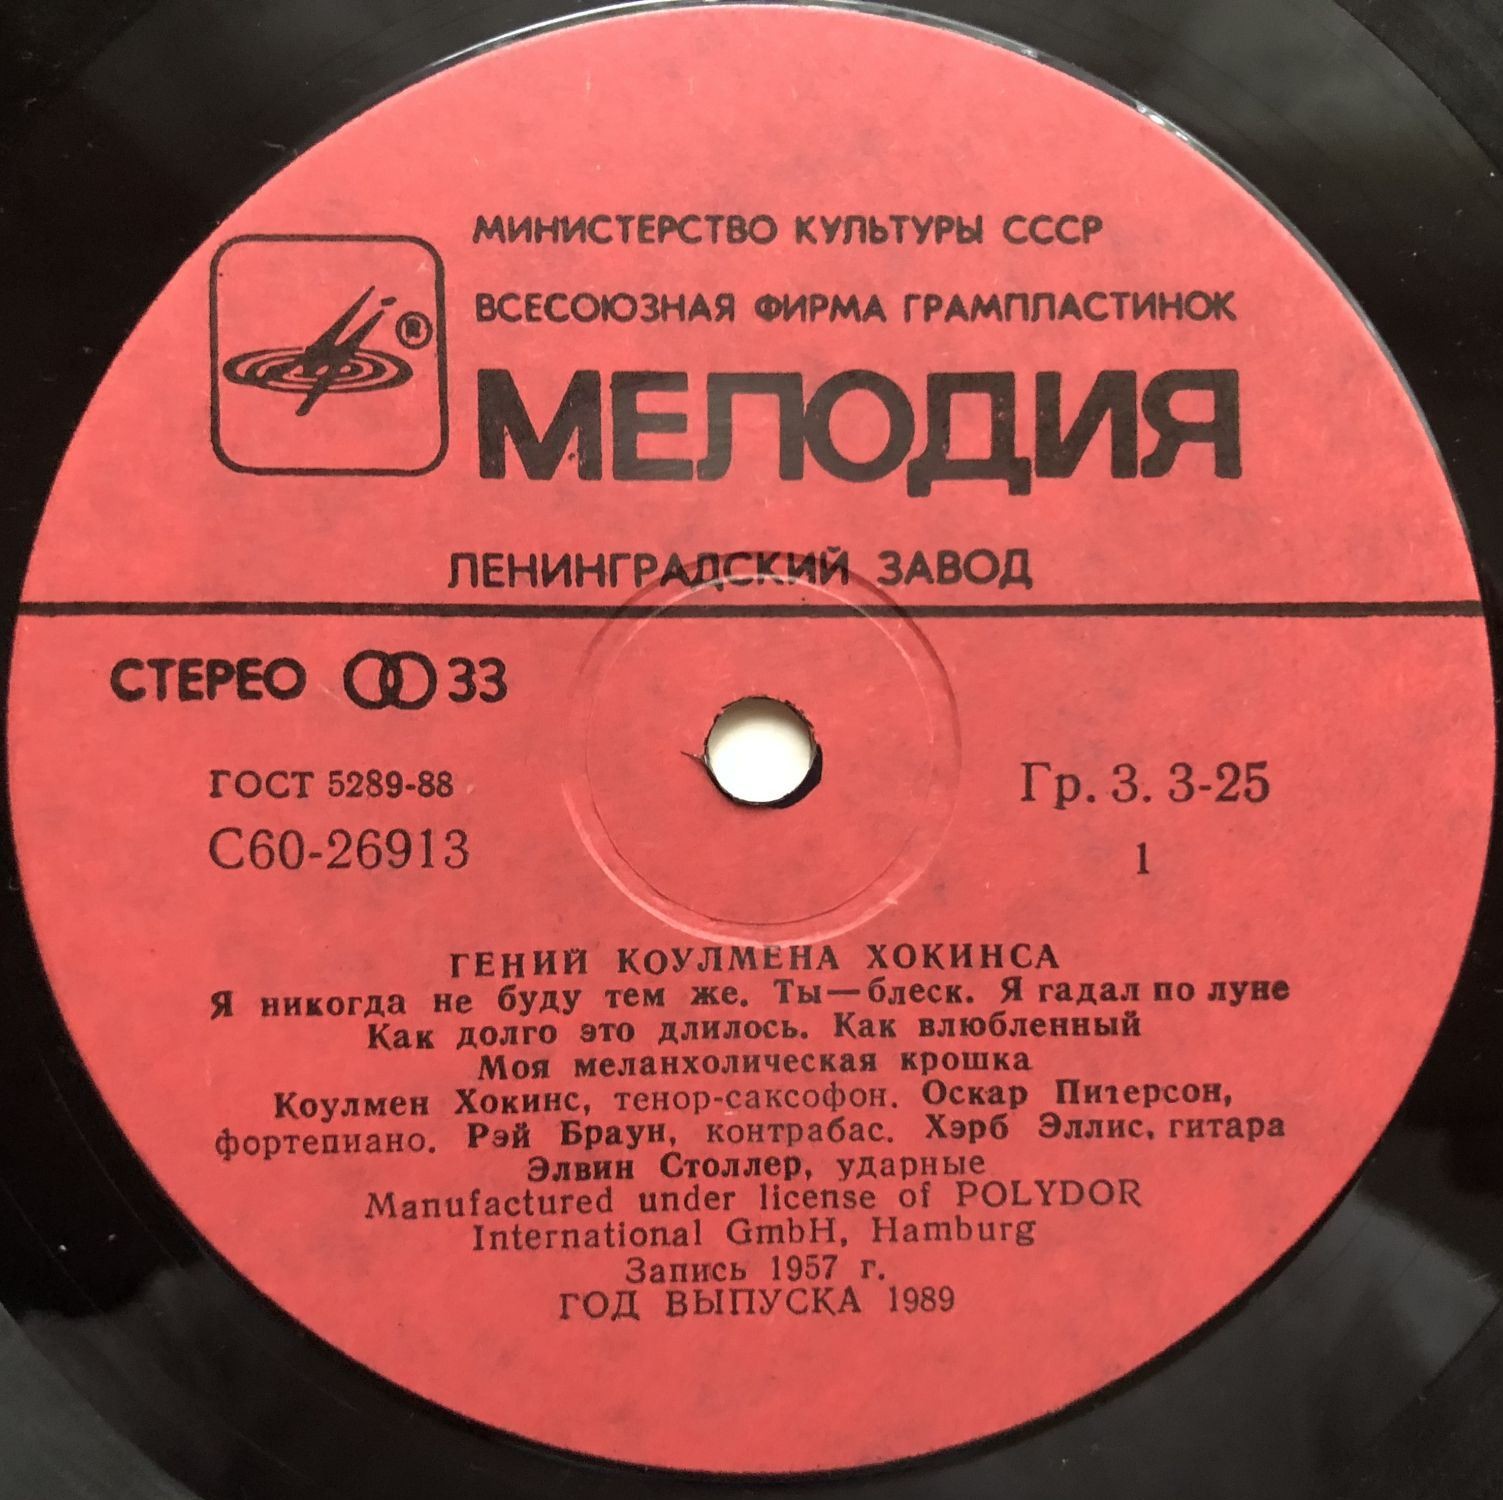 МИНИСТЕРСТВО КУЛЬТУРЫ СССР
ВСЕСОЮЗНАЯ ФИРМА ГРАМПЛАСТИНОК
®
МЕЛОДИЯ
ЛЕНИНГРАДСКИЙ ЗАВОД
СТЕРЕО 33
ГОСТ 5289-88
Гр. 3. 3-25
С60-26913
1
ГЕНИЙ КОУЛМЕНА ХОКИНСА
Я никогда не буду тем же. Ты—блеск. Я гадал по луне
Как долго это длилось. Как влюбленный
Моя меланхолическая крошка
Коулмен Хокинс, тенор-саксофон. Оскар Питерсон,
фортепиано. Рэй Браун, контрабас. Хэрб Эллис, гитара
Элвин Столлер, ударные
Manufactured under license of POLYDOR
International GmbH, Hamburg
Запись 1957 г.
ГОД ВЫПУСКА 1989